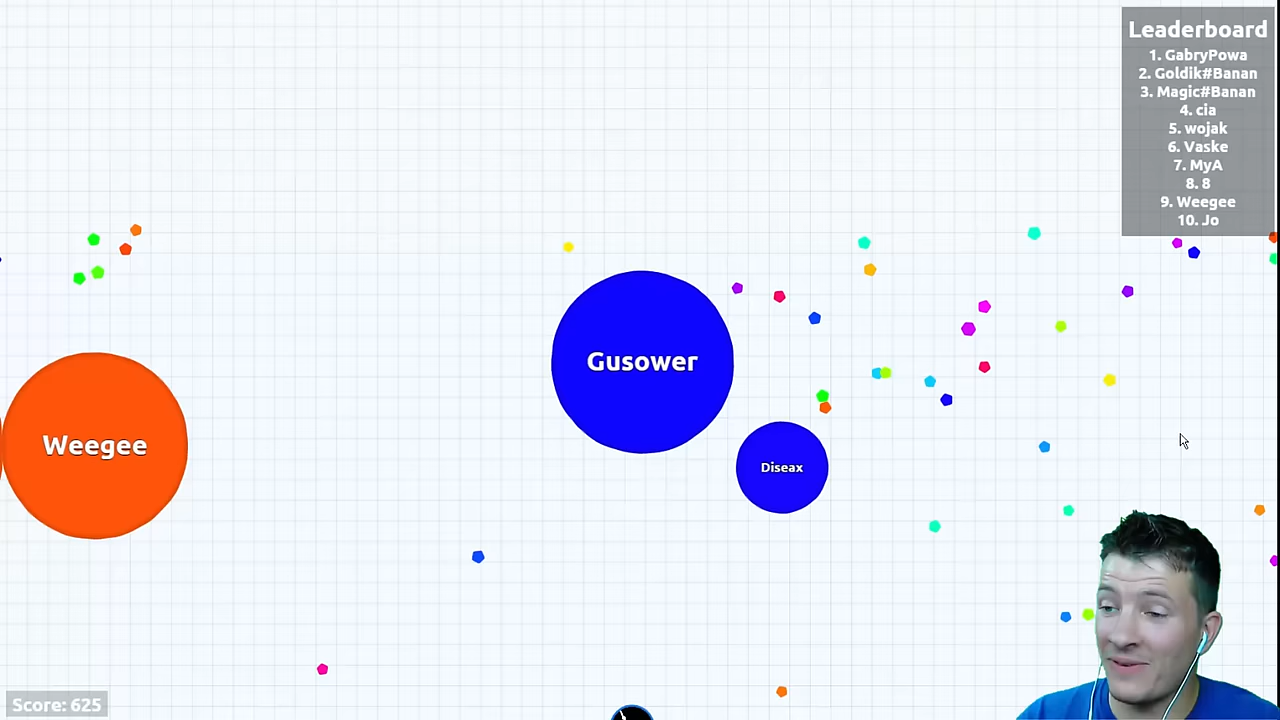 Leaderboard
1. GabryPowa
2. Goldik#Banan
3. Magic#Banan
4. cia
5. wojak
6. Vaske
7. MyA
8. 8
9. Weegee
10. Jo
Gusower
Weegee
Diseax
Score: 625